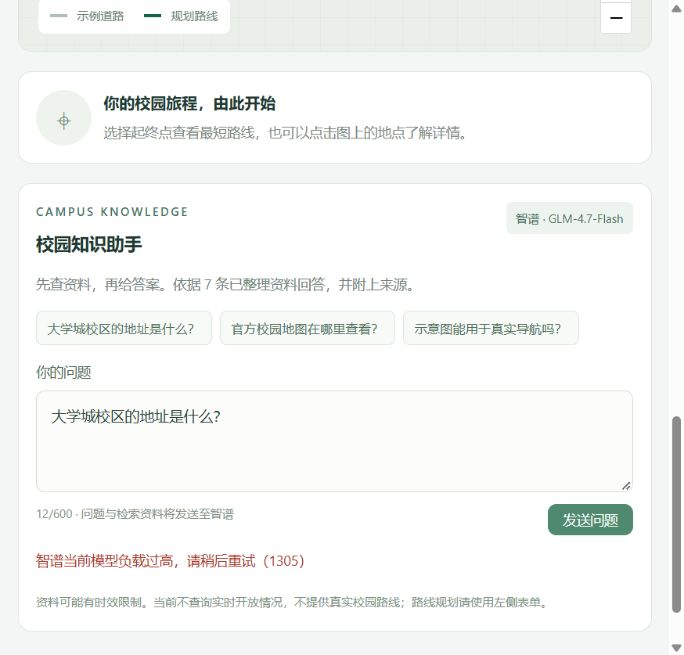 示例道路 规划路线
你的校园旅程，由此开始
选择起终点查看最短路线，也可以点击图上的地点了解详情。
CAMPUS KNOWLEDGE
智谱 · GLM-4.7-Flash
校园知识助手
先查资料，再给答案。依据 7 条已整理资料回答，并附上来源。
大学城校区的地址是什么？ 官方校园地图在哪里查看？ 示意图能用于真实导航吗？
你的问题
大学城校区的地址是什么？
12/600 · 问题与检索资料将发送至智谱
发送问题
智谱当前模型负载过高，请稍后重试（1305）
资料可能有时效限制。当前不查询实时开放情况，不提供真实校园路线；路线规划请使用左侧表单。